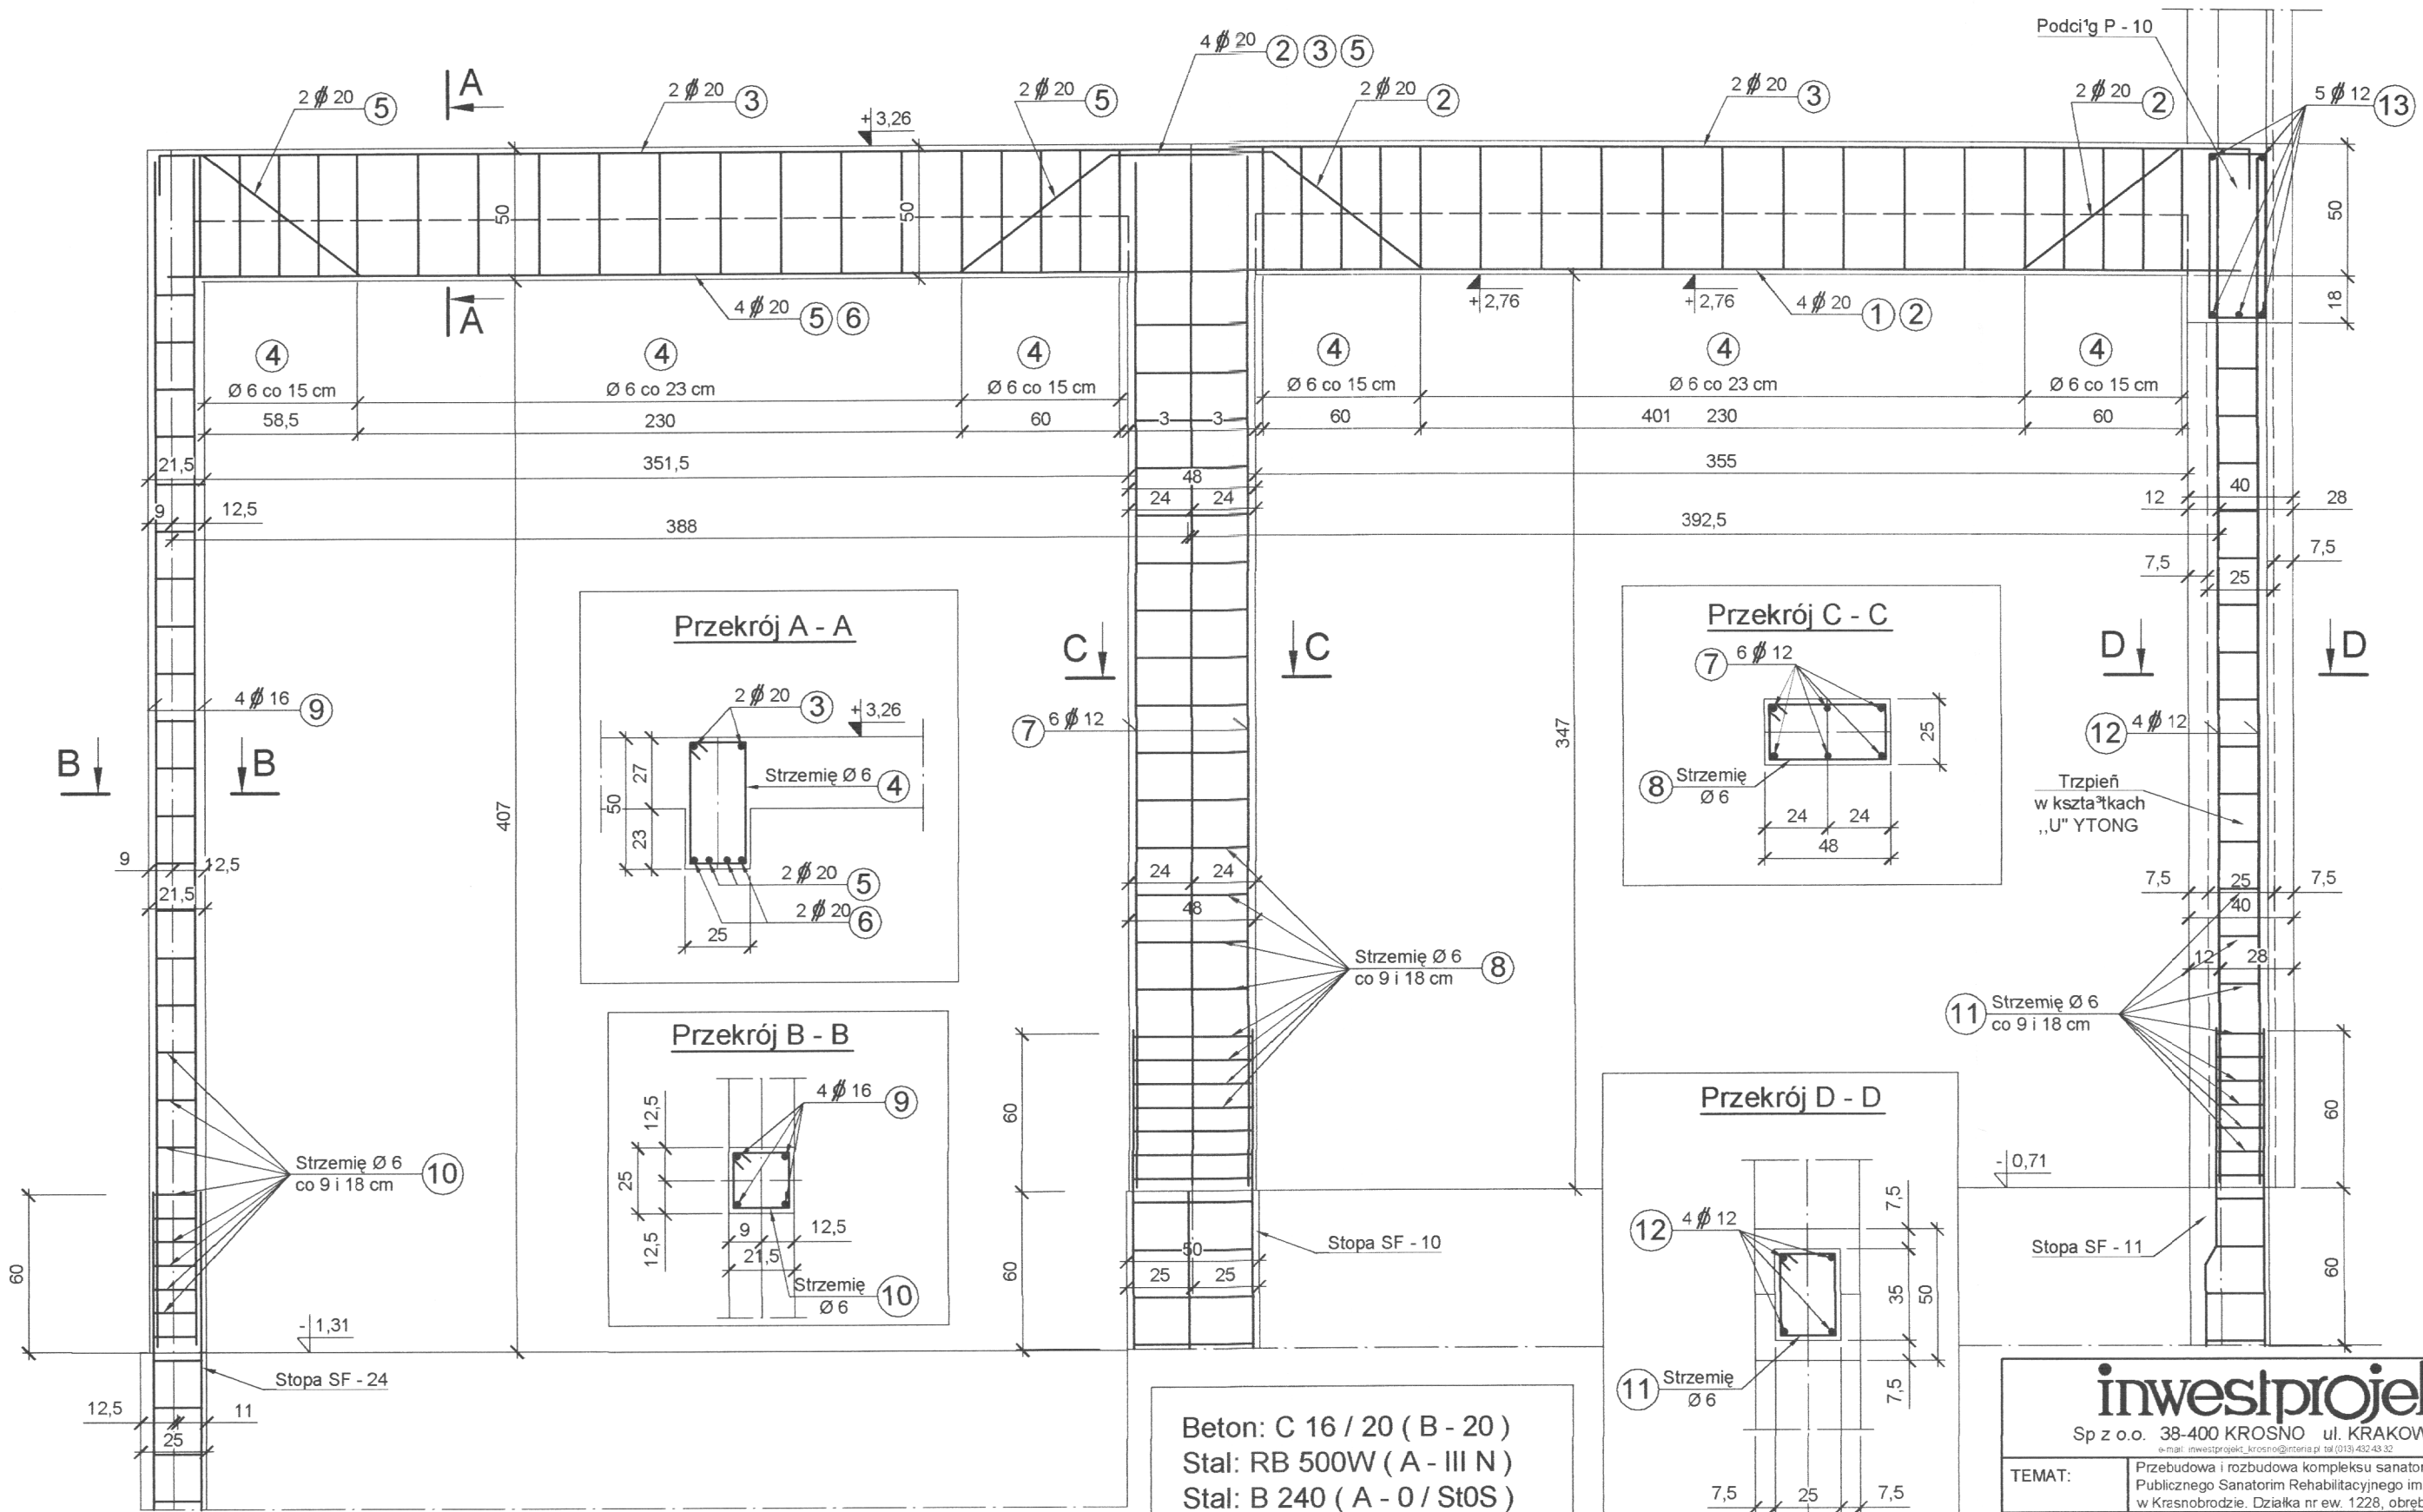 4 ø 20 2 3 5
Podci¹g P - 10
2 ø 20 5
A
2 ø 20 3
2 ø 20 5
2 ø 20 2
2 ø 20 3
2 ø 20 2
5 ø 12 13
+ 3,26
50
50
50
18
A
4 ø 20 5 6
+ 2,76
+ 2,76
4 ø 20 1 2
4
4
4
4
4
4
Ø 6 co 15 cm
Ø 6 co 23 cm
Ø 6 co 15 cm
Ø 6 co 15 cm
Ø 6 co 23 cm
Ø 6 co 15 cm
58,5
230
60
3
3
60
401
230
60
21,5
351,5
48
355
40
9
12,5
24
24
12
28
388
392,5
7,5
25
7,5
Przekrój A - A
2 ø 20 3
+ 3,26
Strzemię Ø 6 4
50
27
23
2 ø 20 5
2 ø 20 6
25
Przekrój C - C
7 6 ø 12
8 Strzemię
Ø 6
25
24
24
48
C
C
D
D
4 ø 16 9
7 6 ø 12
12 4 ø 12
B
B
407
347
Trzpień
w kszta³tkach
,,U" YTONG
9
12,5
21,5
24
24
48
7,5
25
7,5
40
12
28
Strzemię Ø 6
co 9 i 18 cm
8
11 Strzemię Ø 6
co 9 i 18 cm
Przekrój B - B
4 ø 16 9
12,5
25
12,5
9
12,5
21,5
Strzemię
Ø 6
10
Strzemię Ø 6
co 9 i 18 cm
10
60
60
60
60
60
Przekrój D - D
12 4 ø 12
7,5
35
50
7,5
11 Strzemię
Ø 6
7,5
25
7,5
- 0,71
- 1,31
Stopa SF - 10
50
25
25
Stopa SF - 11
Stopa SF - 24
12,5
11
25
Beton: C 16 / 20 ( B - 20 )
Stal: RB 500W ( A - III N )
Stal: B 240 ( A - 0 / St0S )
inwestprojek
Sp z o.o. 38-400 KROSNO ul. KRAKOW
e-mail: inwestprojekt_krosno@interia.pl tel (013) 432 43 32
TEMAT:
Przebudowa i rozbudowa kompleksu sanator
Publicznego Sanatorim Rehabilitacyjnego im
w Krasnobrodzie. Działka nr ew. 1228, obręb